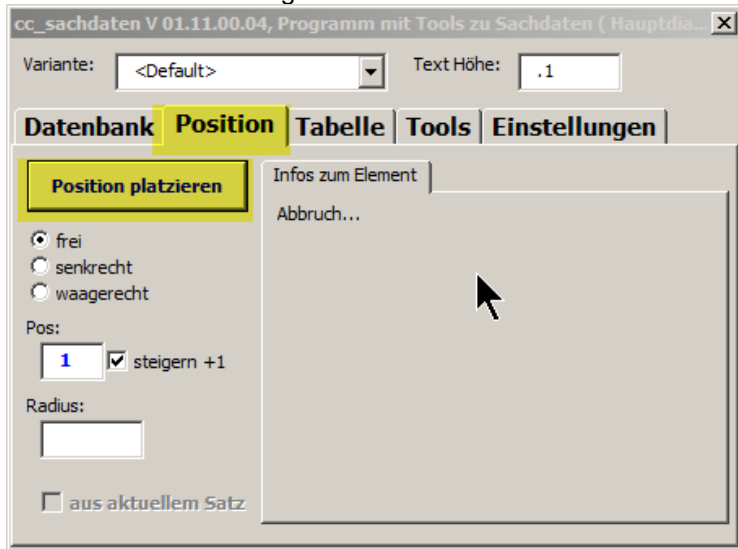 cc_sachdaten V 01.11.00.04, Programm mit Tools zu Sachdaten ( Hauptdia...
Variante: <Default> Text Höhe: .1
Datenbank Position Tabelle Tools Einstellungen
Position platzieren
Infos zum Element
Abbruch...
frei
senkrecht
waagerecht
Pos:
1 steigern +1
Radius:
aus aktuellem Satz